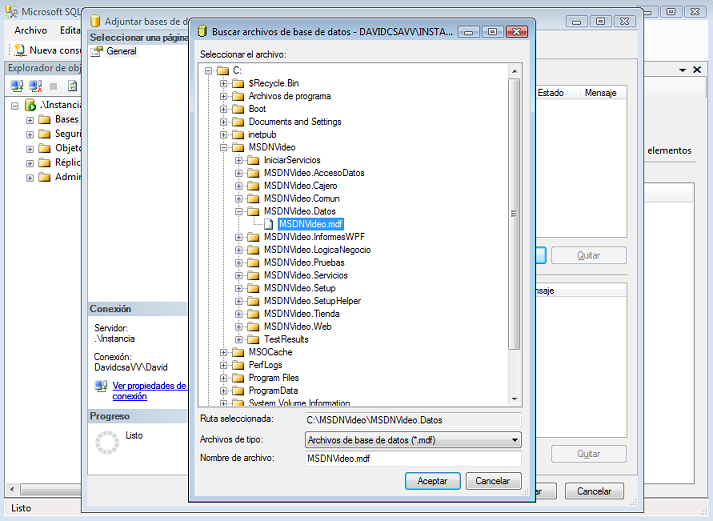 Microsoft SQL
Archivo Edita
Nueva consu
Explorador de obj
.\Instancia
Bases
Seguri
Objeto
Réplic
Admir
Listo
Adjuntar bases de d
Seleccionar una página
General
Conexión
Servidor:
.\Instancia
Conexión:
DavidcsaVV\David
Ver propiedades de
conexión
Progreso
Listo
Buscar archivos de base de datos - DAVIDCSAVV\INSTA...
Seleccionar el archivo:
C:
$Recycle.Bin
Archivos de programa
Boot
Documents and Settings
inetpub
MSDNVideo
IniciarServicios
MSDNVideo.AccesoDatos
MSDNVideo.Cajero
MSDNVideo.Comun
MSDNVideo.Datos
MSDNVideo.mdf
MSDNVideo.InformesWPF
MSDNVideo.LogicaNegocio
MSDNVideo.Pruebas
MSDNVideo.Servicios
MSDNVideo.Setup
MSDNVideo.SetupHelper
MSDNVideo.Tienda
MSDNVideo.Web
TestResults
MSOCache
PerfLogs
Program Files
ProgramData
System Volume Information
Ruta seleccionada: C:\MSDNVideo\MSDNVideo.Datos
Archivos de tipo: Archivos de base de datos (*.mdf)
Nombre de archivo: MSDNVideo.mdf
Aceptar Cancelar
Estado Mensaje
elementos
Quitar
nsaje
Quitar
ar Cancelar